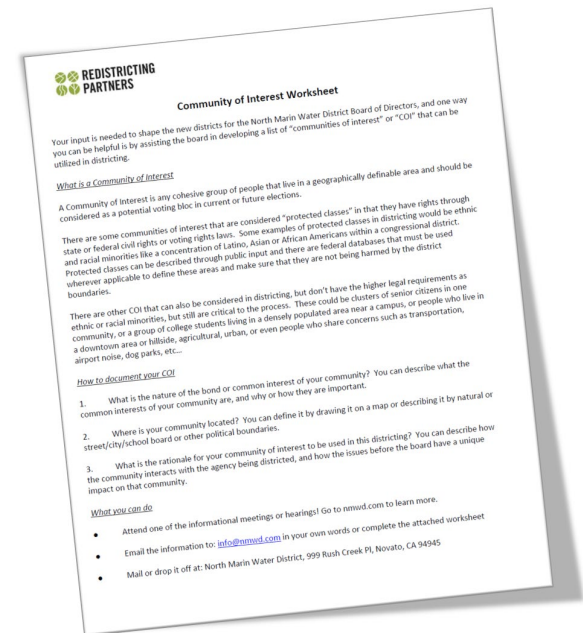 REDISTRICTING
PARTNERS
Community of Interest Worksheet
Your input is needed to shape the new districts for the North Marin Water District Board of Directors, and one way
you can be helpful is by assisting the board in developing a list of “communities of interest” or “COI” that can be
utilized in districting.
What is a Community of Interest
A Community of Interest is any cohesive group of people that live in a geographically definable area and should be
considered as a potential voting bloc in current or future elections.
There are some communities of interest that are considered “protected classes” in that they have rights through
state or federal civil rights or voting rights laws. Some examples of protected classes in districting would be ethnic
and racial minorities like a concentration of Latino, Asian or African Americans within a congressional district.
Protected classes can be described through public input and there are federal databases that must be used
wherever applicable to define these areas and make sure that they are not being harmed by the district
boundaries.
There are other COI that can also be considered in districting, but don’t have the higher legal requirements as
ethnic or racial minorities, but still are critical to the process. These could be clusters of senior citizens in one
community, or a group of college students living in a densely populated area near a campus, or people who live in
a downtown area or hillside, agricultural, urban, or even people who share concerns such as transportation,
airport noise, dog parks, etc...
How to document your COI
1. What is the nature of the bond or common interest of your community? You can describe what the
common interests of your community are, and why or how they are important.
2. Where is your community located? You can define it by drawing it on a map or describing it by natural or
street/city/school board or other political boundaries.
3. What is the rationale for your community of interest to be used in this districting? You can describe how
the community interacts with the agency being districted, and how the issues before the board have a unique
impact on that community.
What you can do
• Attend one of the informational meetings or hearings! Go to nmwd.com to learn more.
• Email the information to: info@nmwd.com in your own words or complete the attached worksheet
• Mail or drop it off at: North Marin Water District, 999 Rush Creek Pl, Novato, CA 94945